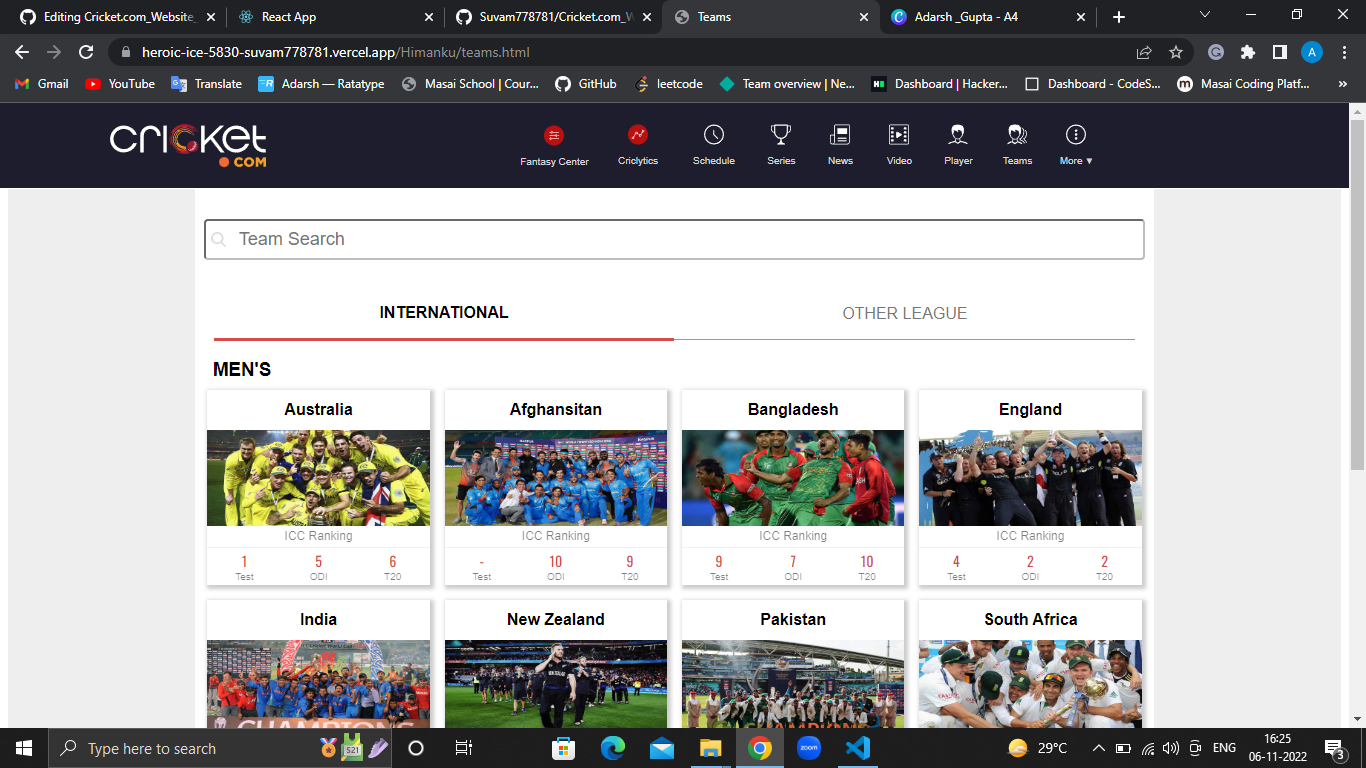 Editing Cricket.com_Website_
React App
Suvam778781/Cricket.com_W
Teams
Adarsh _Gupta - A4
heroic-ice-5830-suvam778781.vercel.app/Himanku/teams.html
A
Gmail
YouTube
Translate
Adarsh — Ratatype
Masai School | Cour...
GitHub
leetcode
Team overview | Ne...
Dashboard | Hacker...
Dashboard - CodeS...
Masai Coding Platf...
»
cricket
.COM
Fantasy Center
Criclytics
Schedule
Series
News
Video
Player
Teams
More ▼
Team Search
INTERNATIONAL
OTHER LEAGUE
MEN'S
Australia
Afghansitan
Bangladesh
England
ICC Ranking
ICC Ranking
ICC Ranking
ICC Ranking
1 5 6
- 10 9
9 7 10
4 2 2
Test ODI T20
Test ODI T20
Test ODI T20
Test ODI T20
India
New Zealand
Pakistan
South Africa
CHAMPIONS
Type here to search
521
zoom
29°C
ENG
16:25
06-11-2022
3